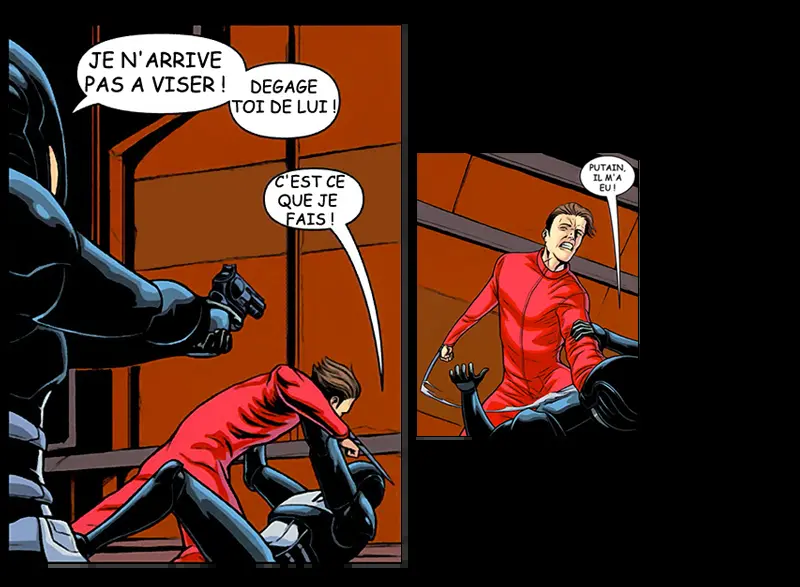 JE N'ARRIVE
PAS A VISER !
DEGAGE
TOI DE LUI !
C'EST CE
QUE JE
FAIS !
PUTAIN,
IL M'A
EU !